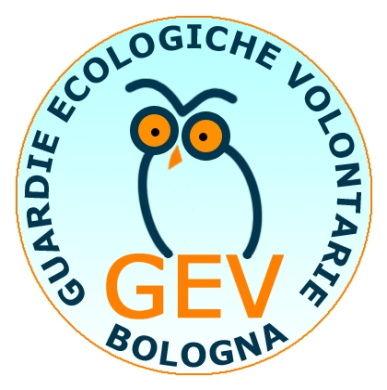 GUARDIE ECOLOGICHE VOLONTARIE
GEV
BOLOGNA